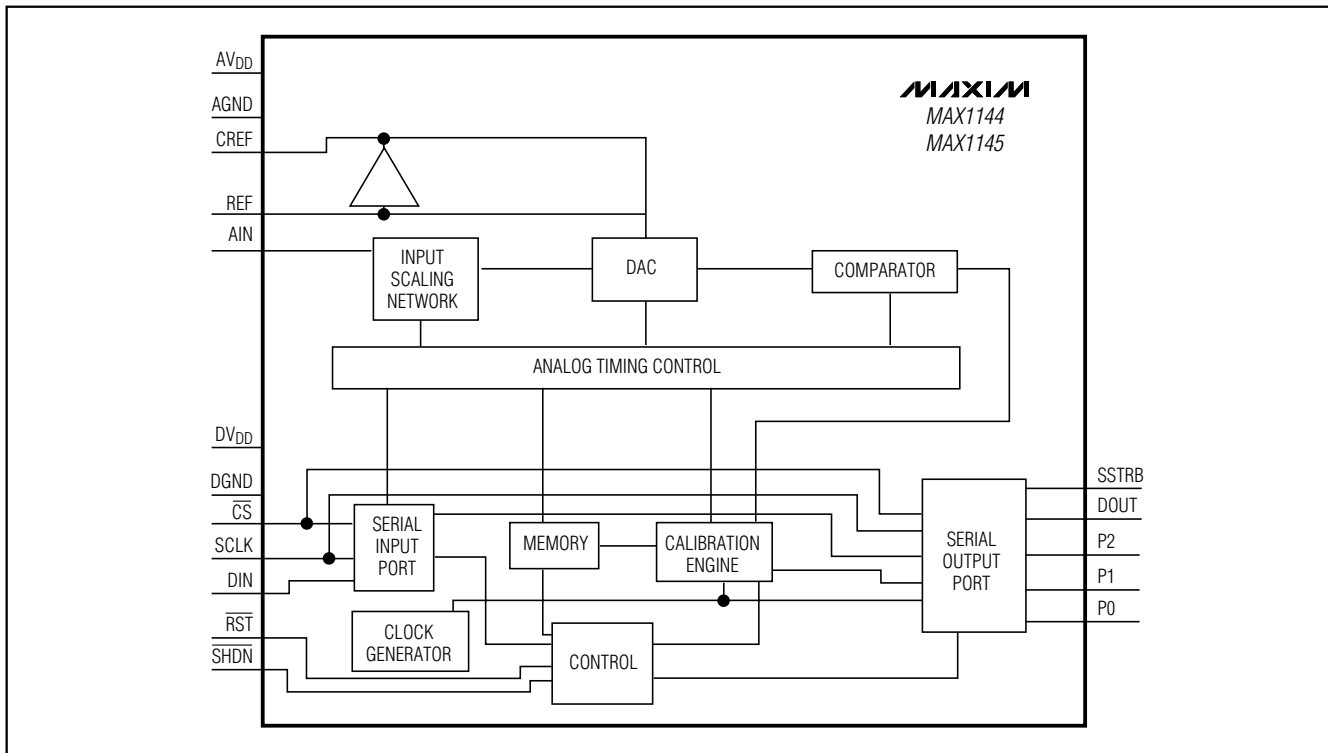 AVDD
AGND
CREF
REF
AIN
MAXIM
MAX1144
MAX1145
INPUT
SCALING
NETWORK
DAC
COMPARATOR
ANALOG TIMING CONTROL
DVDD
DGND
CS
SCLK
DIN
RST
SHDN
SERIAL
INPUT
PORT
MEMORY
CALIBRATION
ENGINE
CLOCK
GENERATOR
CONTROL
SERIAL
OUTPUT
PORT
SSTRB
DOUT
P2
P1
P0